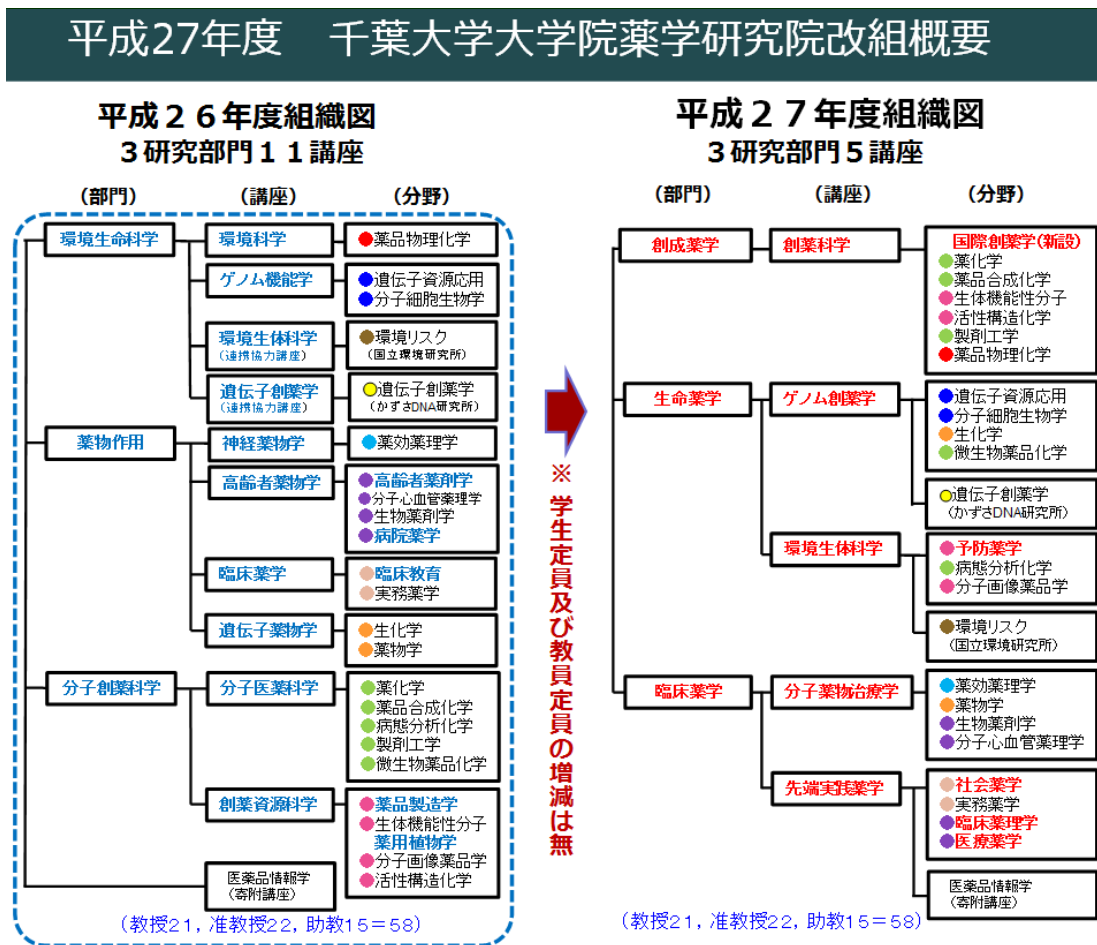 平成27年度　千葉大学大学院薬学研究院改組概要
平成２６年度組織図
３研究部門１１講座
（部門）
（講座）
（分野）
環境生命科学
環境科学
薬品物理化学
ゲノム機能学
遺伝子資源応用
分子細胞生物学
環境生体科学
（連携協力講座）
環境リスク
（国立環境研究所）
遺伝子創薬学
（連携協力講座）
遺伝子創薬学
（かずさDNA研究所）
薬物作用
神経薬物学
薬効薬理学
高齢者薬物学
高齢者薬剤学
分子心血管薬理学
生物薬剤学
病院薬学
臨床薬学
臨床教育
実務薬学
遺伝子薬物学
生化学
薬物学
分子創薬科学
分子医薬科学
薬化学
薬品合成化学
病態分析化学
製剤工学
微生物薬品化学
創薬資源科学
薬品製造学
生体機能性分子
薬用植物学
分子画像薬品学
活性構造化学
医薬品情報学
（寄附講座）
（教授21，准教授22，助教15＝58）
※学生定員及び教員定員の増減は無
平成２７年度組織図
３研究部門５講座
（部門）
（講座）
（分野）
創成薬学
創薬科学
国際創薬学(新設)
薬化学
薬品合成化学
生体機能性分子
活性構造化学
製剤工学
薬品物理化学
生命薬学
ゲノム創薬学
遺伝子資源応用
分子細胞生物学
生化学
微生物薬品化学
遺伝子創薬学
（かずさDNA研究所）
環境生体科学
予防薬学
病態分析化学
分子画像薬品学
環境リスク
（国立環境研究所）
臨床薬学
分子薬物治療学
薬効薬理学
薬物学
生物薬剤学
分子心血管薬理学
先端実践薬学
社会薬学
実務薬学
臨床薬理学
医療薬学
医薬品情報学
（寄附講座）
（教授21，准教授22，助教15＝58）